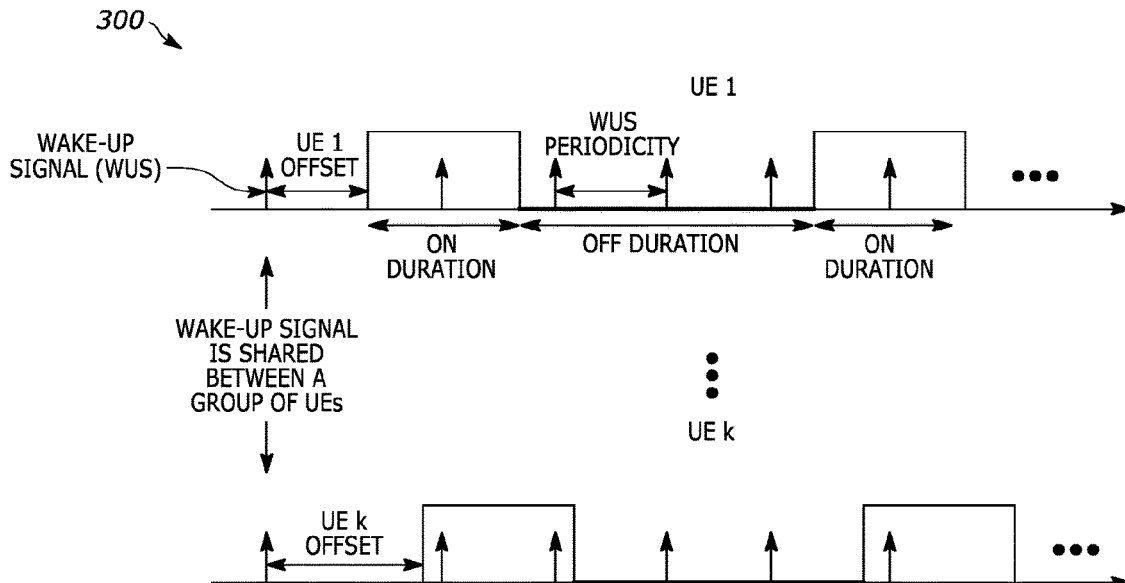 300
UE 1
WAKE-UP
SIGNAL (WUS)
UE 1
OFFSET
WUS
PERIODICITY
ON
DURATION
OFF DURATION
ON
DURATION
WAKE-UP SIGNAL
IS SHARED
BETWEEN A
GROUP OF UEs
UE k
UE k
OFFSET